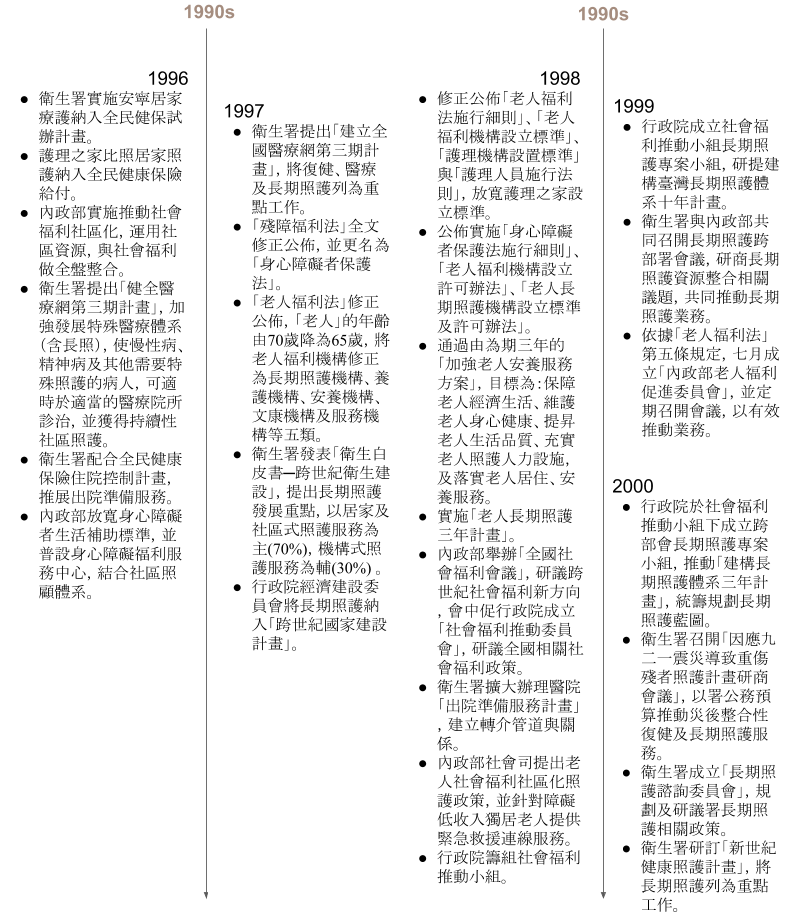 1990s
1996
● 衛生署實施安寧居家
療護納入全民健保試
辦計畫。
● 護理之家比照居家照
護納入全民健康保險
給付。
● 內政部實施推動社會
福利社區化，運用社
區資源，與社會福利
做全盤整合。
● 衛生署提出「健全醫
療網第三期計畫」，加
強發展特殊醫療體系
（含長照），使慢性病、
精神病及其他需要特
殊照護的病人，可適
時於適當的醫療院所
診治，並獲得持續性
社區照護。
● 衛生署配合全民健康
保險住院控制計畫，
推展出院準備服務。
● 內政部放寬身心障礙
者生活補助標準，並
普設身心障礙福利服
務中心，結合社區照
顧體系。
1997
● 衛生署提出「建立全
國醫療網第三期計
畫」，將復健、醫療
及長期照護列為重
點工作。
● 「殘障福利法」全文
修正公佈，並更名為
「身心障礙者保護
法」。
● 「老人福利法」修正
公佈，「老人」的年齡
由70歲降為65歲，將
老人福利機構修正
為長期照護機構、養
護機構、安養機構、
文康機構及服務機
構等五類。
● 衛生署發表「衛生白
皮書─跨世紀衛生建
設」，提出長期照護
發展重點，以居家及
社區式照護服務為
主(70%)，機構式照
護服務為輔(30%)。
● 行政院經濟建設委
員會將長期照護納
入「跨世紀國家建設
計畫」。
1990s
1998
● 修正公佈「老人福利
法施行細則」、「老人
福利機構設立標準」、
「護理機構設置標準」
與「護理人員施行法
則」，放寬護理之家設
立標準。
● 公佈實施「身心障礙
者保護法施行細則」、
「老人福利機構設立
許可辦法」、「老人長
期照護機構設立標準
及許可辦法」。
● 通過由為期三年的
「加強老人安養服務
方案」，目標為：保障
老人經濟生活、維護
老人身心健康、提昇
老人生活品質、充實
老人照護人力設施，
及落實老人居住、安
養服務。
● 實施「老人長期照護
三年計畫」。
● 內政部舉辦「全國社
會福利會議」，研議跨
世紀社會福利新方向
，會中促行政院成立
「社會福利推動委員
會」，研議全國相關社
會福利政策。
● 衛生署擴大辦理醫院
「出院準備服務計畫」
，建立轉介管道與關
係。
● 內政部社會司提出老
人社會福利社區化照
護政策，並針對障礙
低收入獨居老人提供
緊急救援連線服務。
● 行政院籌組社會福利
推動小組。
1999
● 行政院成立社會福
利推動小組長期照
護專案小組，研提建
構臺灣長期照護體
系十年計畫。
● 衛生署與內政部共
同召開長期照護跨
部署會議，研商長期
照護資源整合相關
議題，共同推動長期
照護業務。
● 依據「老人福利法」
第五條規定，七月成
立「內政部老人福利
促進委員會」，並定
期召開會議，以有效
推動業務。
2000
● 行政院於社會福利
推動小組下成立跨
部會長期照護專案
小組，推動「建構長
期照護體系三年計
畫」，統籌規劃長期
照護藍圖。
● 衛生署召開「因應九
二一震災導致重傷
殘者照護計畫研商
會議」，以署公務預
算推動災後整合性
復健及長期照護服
務。
● 衛生署成立「長期照
護諮詢委員會」，規
劃及研議署長期照
護相關政策。
● 衛生署研訂「新世紀
健康照護計畫」，將
長期照護列為重點
工作。